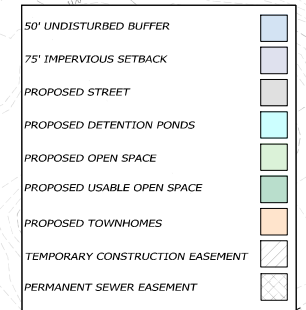 50' UNDISTURBED BUFFER
75' IMPERVIOUS SETBACK
PROPOSED STREET
PROPOSED DETENTION PONDS
PROPOSED OPEN SPACE
PROPOSED USABLE OPEN SPACE
PROPOSED TOWNHOMES
TEMPORARY CONSTRUCTION EASEMENT
PERMANENT SEWER EASEMENT